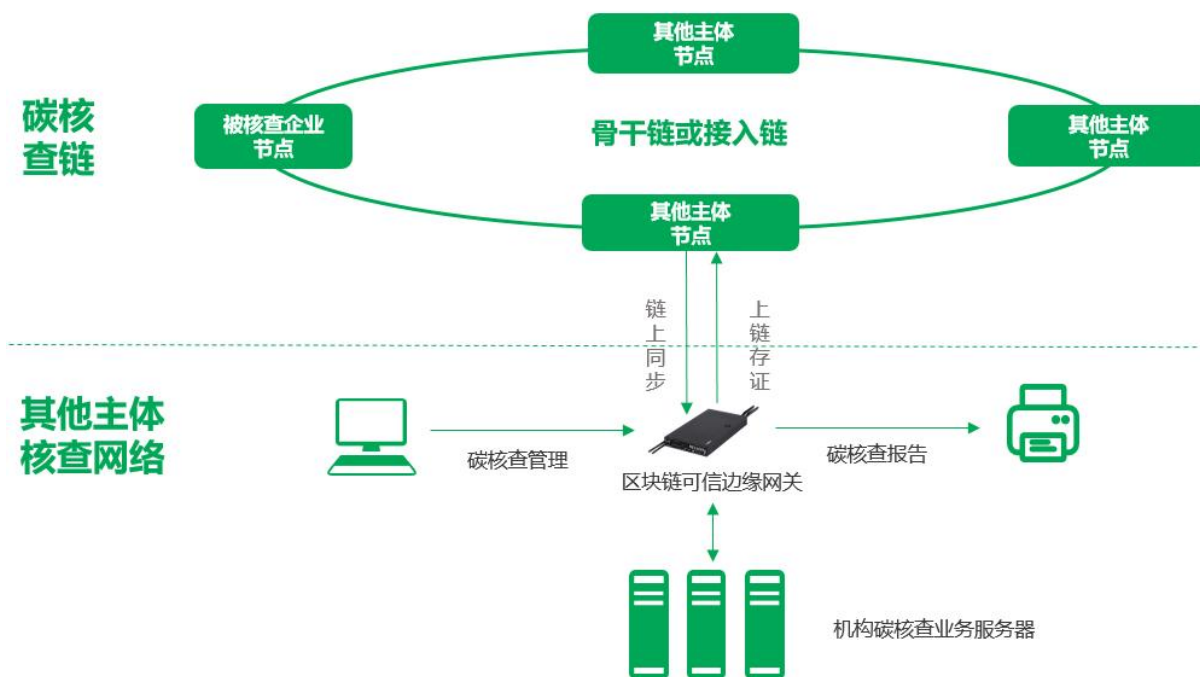 其他主体
节点
碳核
查链
被核查企业
节点
骨干链或接入链
其他主体
节点
其他主体
节点
链上同步
上链存证
其他主体
核查网络
碳核查管理
碳核查报告
区块链可信边缘网关
机构碳核查业务服务器